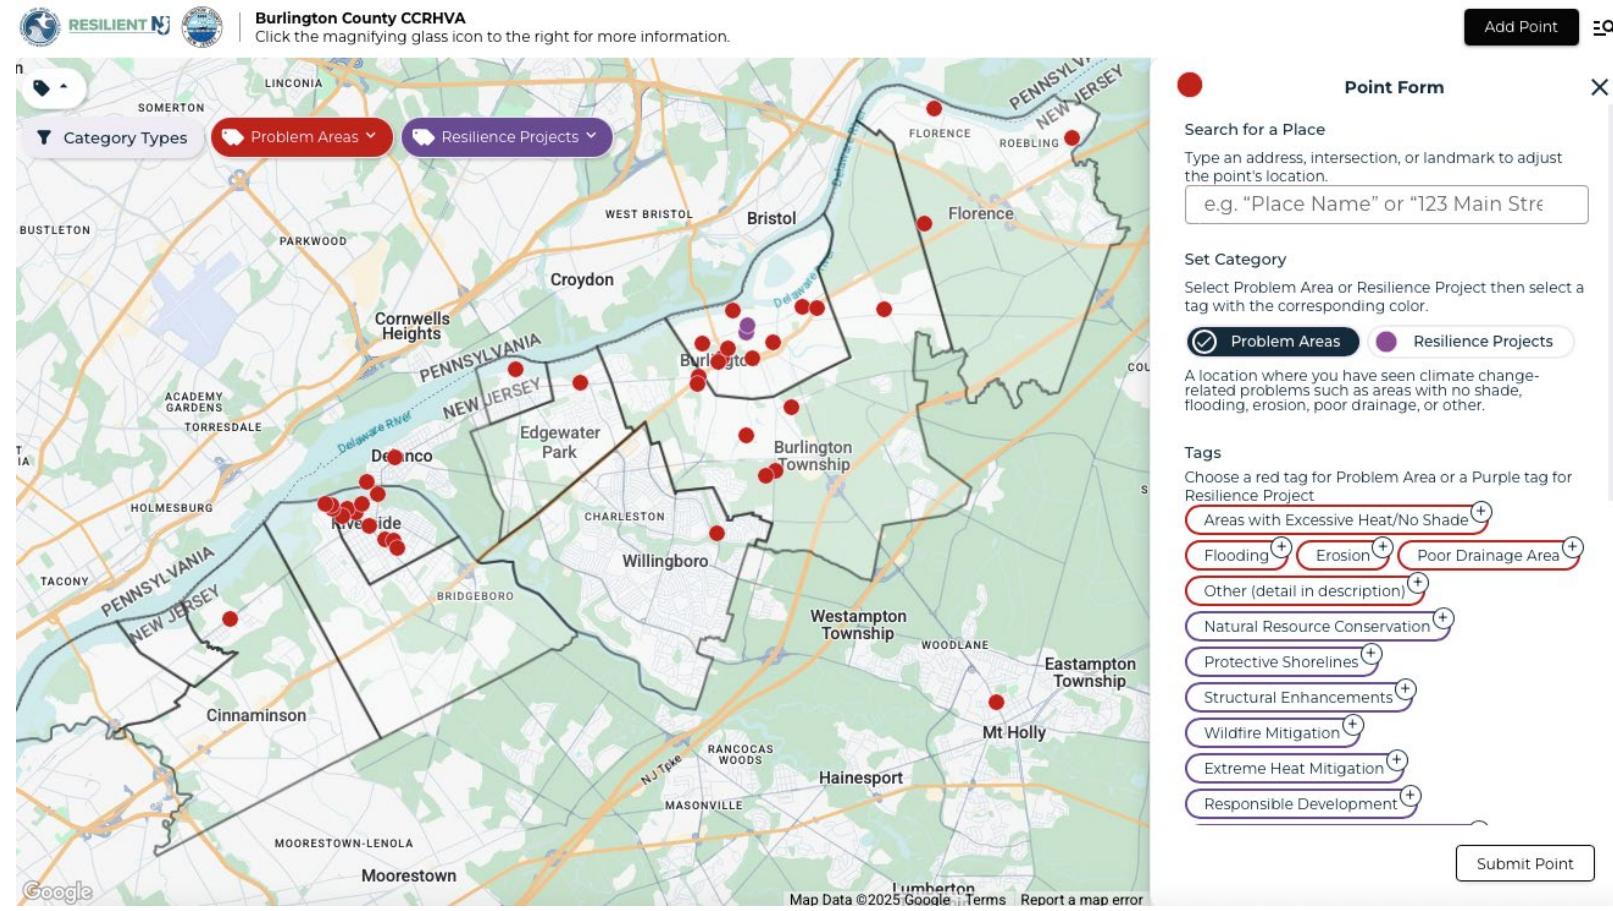 RESILIENT NJ
Burlington County CCRHVA
Click the magnifying glass icon to the right for more information.
Add Point
Category Types
Problem Areas
Resilience Projects
LINCONIA
SOMERTON
PENNSYLV
NEW JERSEY
FLORENCE
ROEBLING
Delaware River
WEST BRISTOL
Bristol
Florence
BUSTLETON
PARKWOOD
Croydon
Delaware River
Cornwells
Heights
PENNSYLVANIA
NEW JERSEY
Burlingto
COU
ACADEMY
GARDENS
TORRESDALE
Delaware River
Edgewater
Park
Burlington
Township
Delanco
HOLMESBURG
Riverside
CHARLESTON
Willingboro
TACONY
PENNSYLVANIA
NEW JERSEY
BRIDGEBORO
Westampton
Township
WOODLANE
Eastampton
Township
Cinnaminson
Mt Holly
RANCOCAS
WOODS
NJ Tpke
Hainesport
MASONVILLE
MOORESTOWN-LENOLA
Moorestown
Lumberton
Google
Map Data ©2025 Google
Terms
Report a map error
Point Form
Search for a Place
Type an address, intersection, or landmark to adjust
the point's location.
e.g. “Place Name” or “123 Main Stre
Set Category
Select Problem Area or Resilience Project then select a
tag with the corresponding color.
Problem Areas
Resilience Projects
A location where you have seen climate change-
related problems such as areas with no shade,
flooding, erosion, poor drainage, or other.
Tags
Choose a red tag for Problem Area or a Purple tag for
Resilience Project
Areas with Excessive Heat/No Shade
Flooding
Erosion
Poor Drainage Area
Other (detail in description)
Natural Resource Conservation
Protective Shorelines
Structural Enhancements
Wildfire Mitigation
Extreme Heat Mitigation
Responsible Development
Submit Point